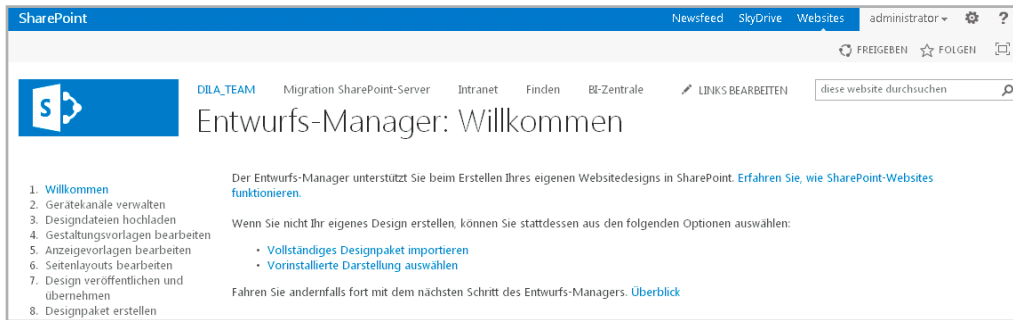 SharePoint Newsfeed SkyDrive Websites administrator ?
FREIGEBEN FOLGEN
DILA_TEAM Migration SharePoint-Server Intranet Finden BI-Zentrale LINKS BEARBEITEN diese website durchsuchen
S
Entwurfs-Manager: Willkommen
1. Willkommen
2. Gerätekanäle verwalten
3. Designdateien hochladen
4. Gestaltungsvorlagen bearbeiten
5. Anzeigevorlagen bearbeiten
6. Seitenlayouts bearbeiten
7. Design veröffentlichen und
übernehmen
8. Designpaket erstellen
Der Entwurfs-Manager unterstützt Sie beim Erstellen Ihres eigenen Websitedesigns in SharePoint. Erfahren Sie, wie SharePoint-Websites
funktionieren.
Wenn Sie nicht Ihr eigenes Design erstellen, können Sie stattdessen aus den folgenden Optionen auswählen:
• Vollständiges Designpaket importieren
• Vorinstallierte Darstellung auswählen
Fahren Sie andernfalls fort mit dem nächsten Schritt des Entwurfs-Managers. Überblick